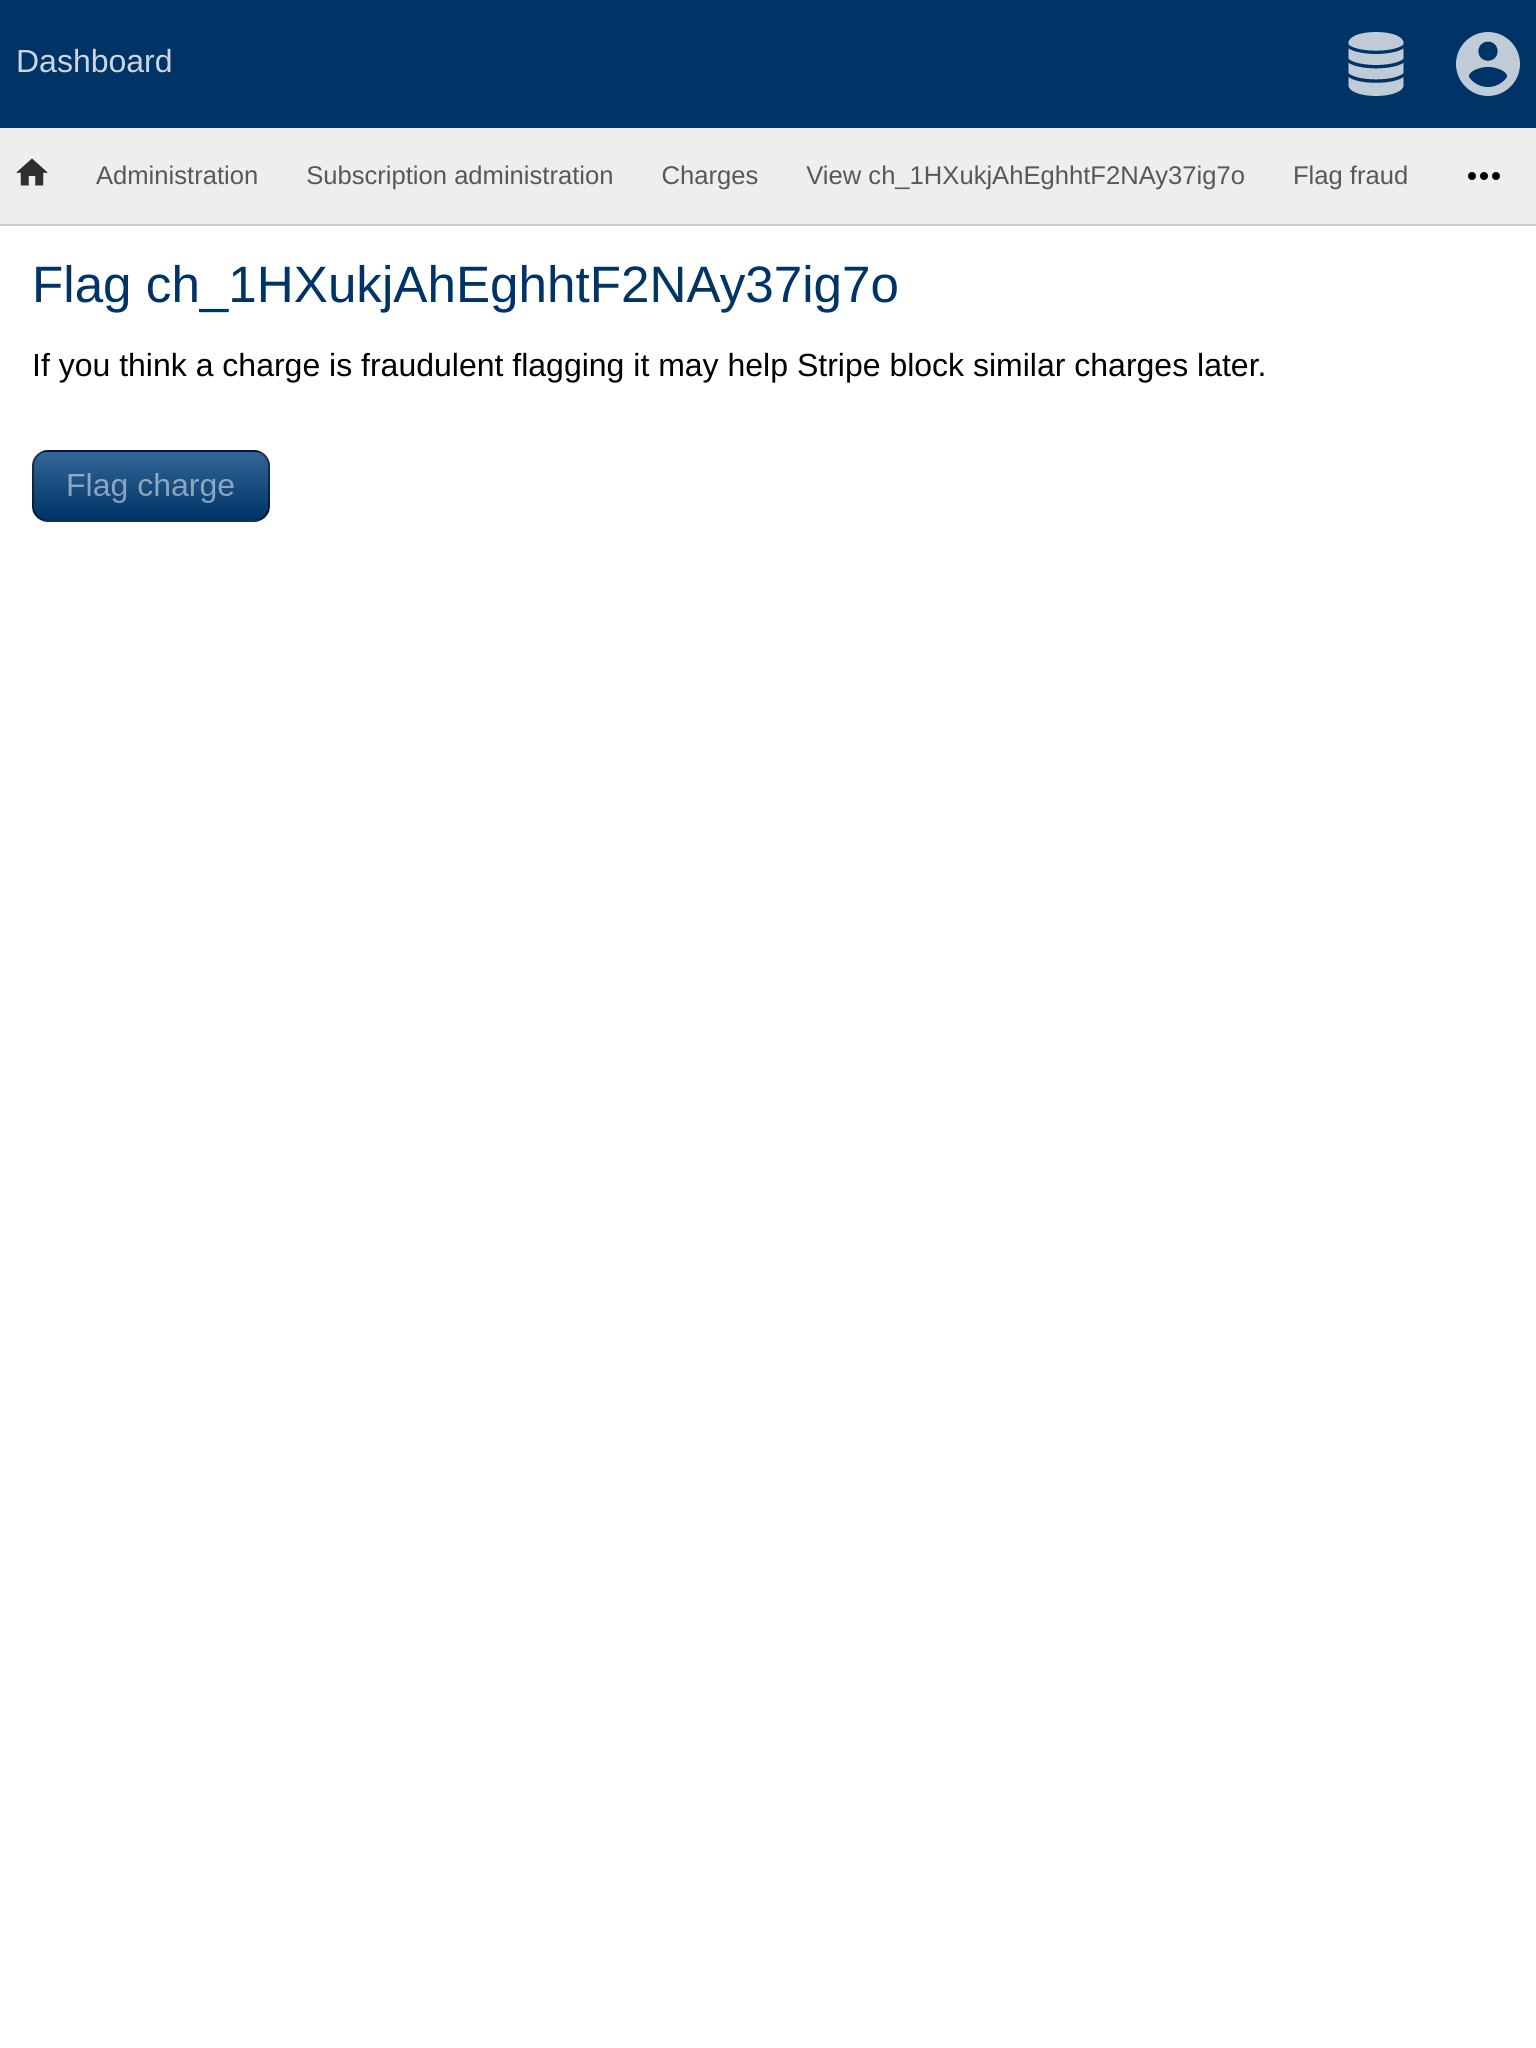 Dashboard
Administration Subscription administration Charges View ch_1HXukjAhEghhtF2NAy37ig7o Flag fraud
Flag ch_1HXukjAhEghhtF2NAy37ig7o
If you think a charge is fraudulent flagging it may help Stripe block similar charges later.
Flag charge